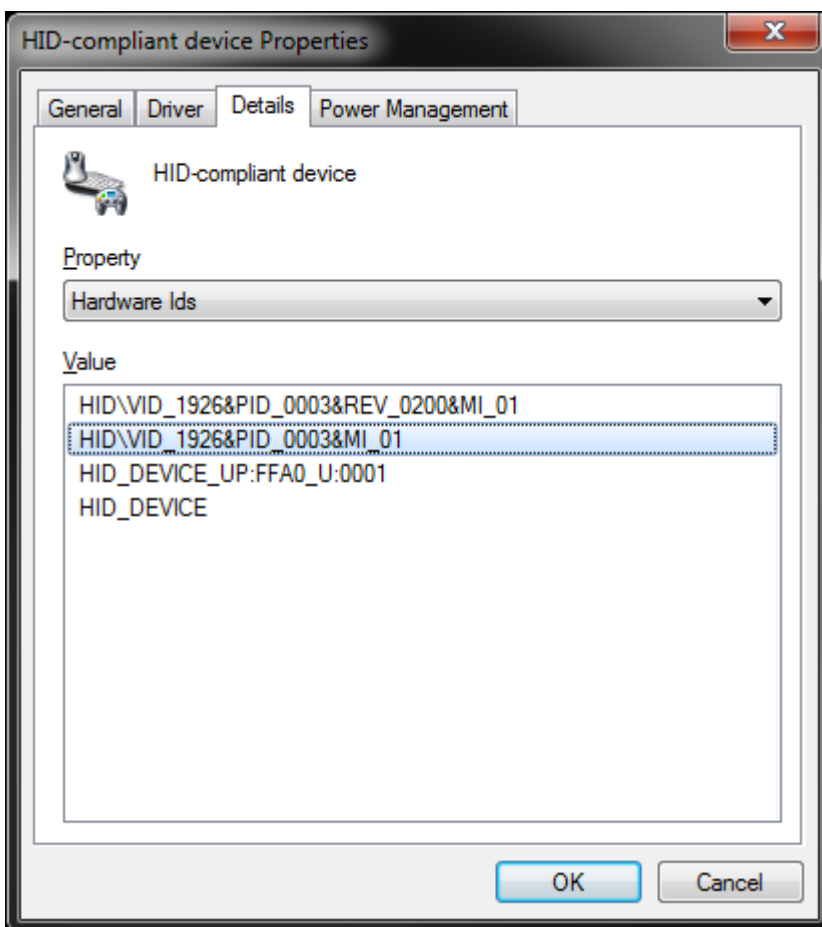 HID-compliant device Properties
General Driver Details Power Management
HID-compliant device
Property
Hardware Ids
Value
HID\VID_1926&PID_0003&REV_0200&MI_01
HID\VID_1926&PID_0003&MI_01
HID_DEVICE_UP:FFA0_U:0001
HID_DEVICE
OK Cancel